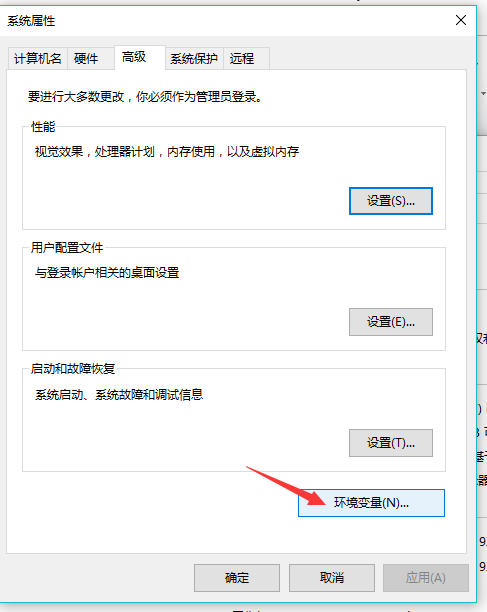 系统属性
计算机名 硬件 高级 系统保护 远程
要进行大多数更改，你必须作为管理员登录。
性能
视觉效果，处理器计划，内存使用，以及虚拟内存
设置(S)...
用户配置文件
与登录帐户相关的桌面设置
设置(E)...
启动和故障恢复
系统启动、系统故障和调试信息
设置(T)...
环境变量(N)...
确定 取消 应用(A)